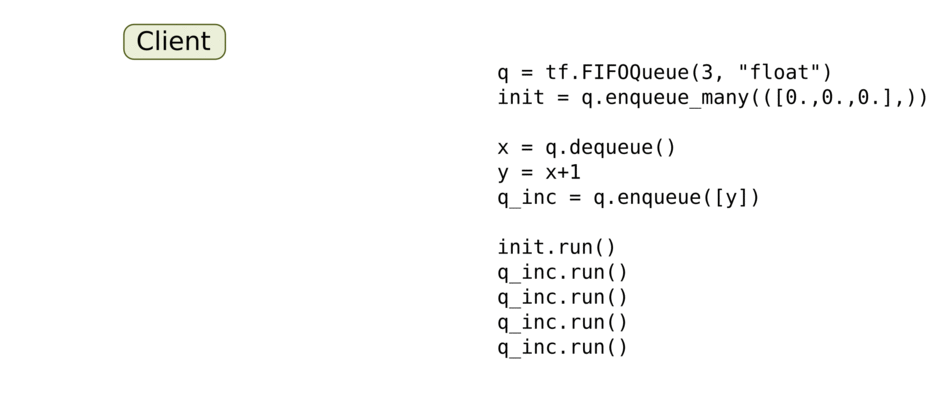 Client
q = tf.FIFOQueue(3, "float")
init = q.enqueue_many(([0.,0.,0.],))
x = q.dequeue()
y = x+1
q_inc = q.enqueue([y])
init.run()
q_inc.run()
q_inc.run()
q_inc.run()
q_inc.run()